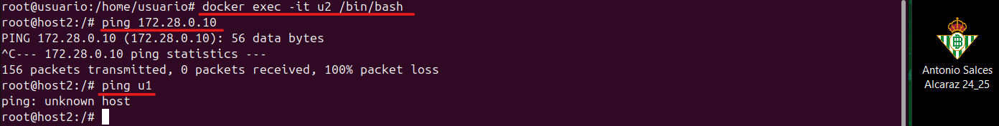 root@usuario:/home/usuario# docker exec -it u2 /bin/bash
root@host2:/# ping 172.28.0.10
PING 172.28.0.10 (172.28.0.10): 56 data bytes
^C--- 172.28.0.10 ping statistics ---
156 packets transmitted, 0 packets received, 100% packet loss
root@host2:/# ping u1
ping: unknown host
root@host2:/#
Antonio Salces
Alcaraz 24_25